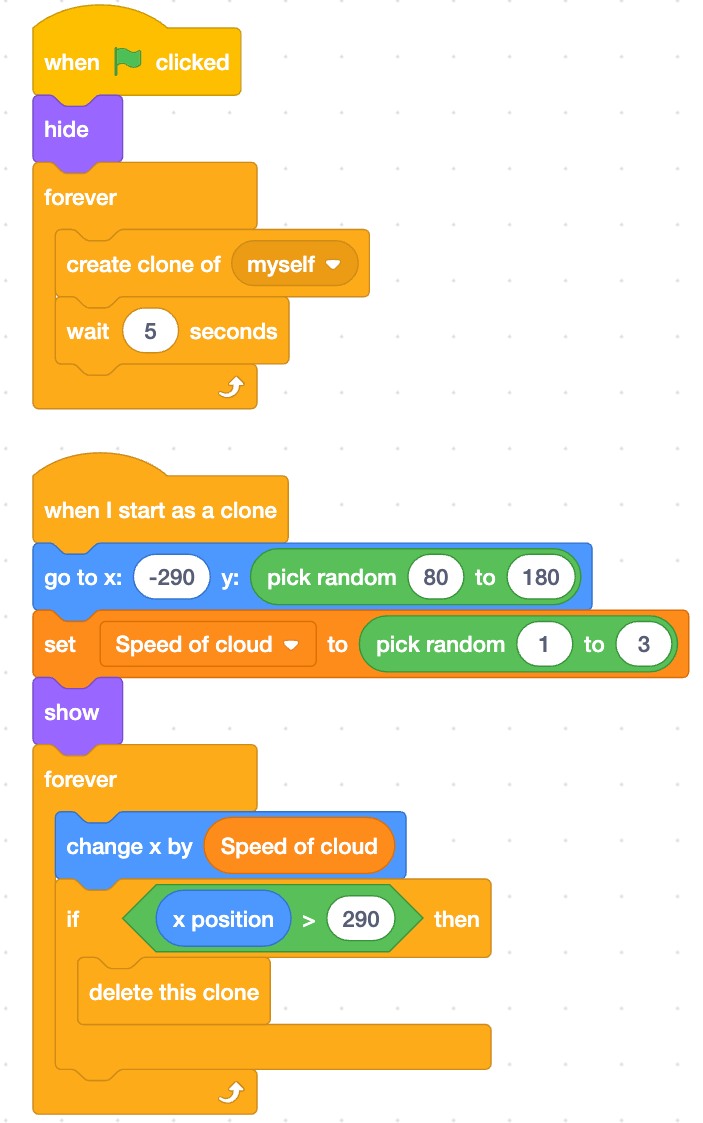 when clicked
hide
forever
create clone of myself
wait 5 seconds
when I start as a clone
go to x: -290 y: pick random 80 to 180
set Speed of cloud to pick random 1 to 3
show
forever
change x by Speed of cloud
if x position > 290 then
delete this clone